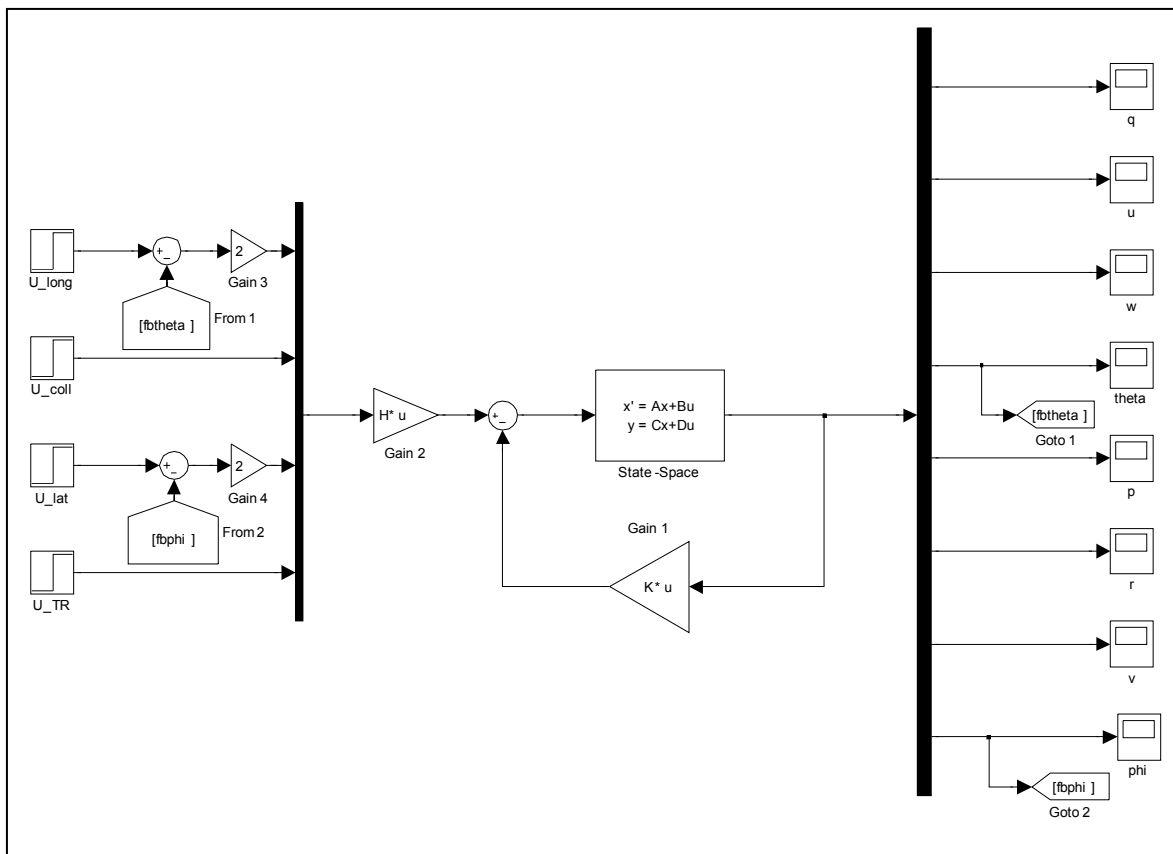 q
u
w
theta
[fbtheta ]
Goto 1
p
r
v
phi
[fbphi ]
Goto 2
U_long
+
_
2
Gain 3
[fbtheta ]
From 1
U_coll
U_lat
+
_
2
Gain 4
[fbphi ]
From 2
U_TR
H* u
Gain 2
+
_
x' = Ax+Bu
y = Cx+Du
State -Space
Gain 1
K* u